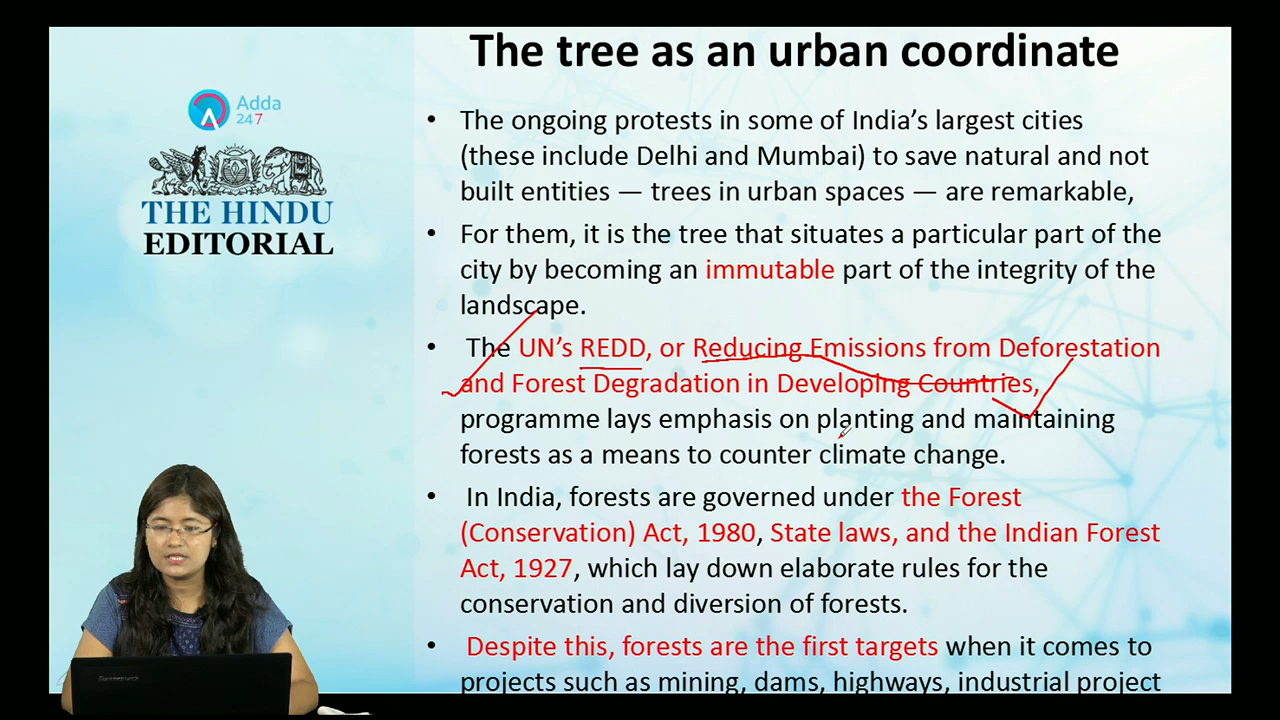 The tree as an urban coordinate
Adda
247
THE HINDU
EDITORIAL
• The ongoing protests in some of India's largest cities
(these include Delhi and Mumbai) to save natural and not
built entities — trees in urban spaces — are remarkable,
• For them, it is the tree that situates a particular part of the
city by becoming an immutable part of the integrity of the
landscape.
• The UN's REDD, or Reducing Emissions from Deforestation
and Forest Degradation in Developing Countries,
programme lays emphasis on planting and maintaining
forests as a means to counter climate change.
• In India, forests are governed under the Forest
(Conservation) Act, 1980, State laws, and the Indian Forest
Act, 1927, which lay down elaborate rules for the
conservation and diversion of forests.
• Despite this, forests are the first targets when it comes to
projects such as mining, dams, highways, industrial project